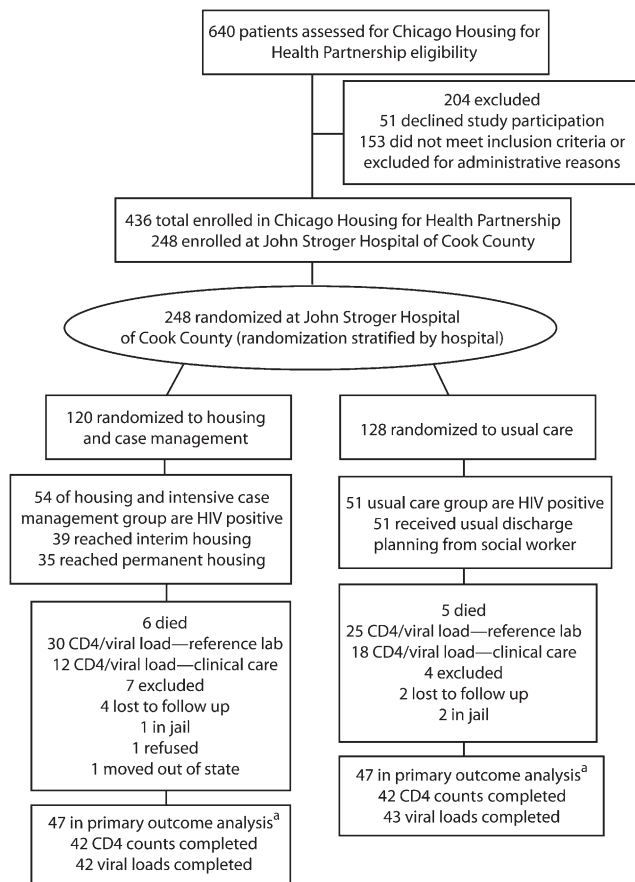 640 patients assessed for Chicago Housing for
Health Partnership eligibility
204 excluded
51 declined study participation
153 did not meet inclusion criteria or
excluded for administrative reasons
436 total enrolled in Chicago Housing for Health Partnership
248 enrolled at John Stroger Hospital of Cook County
248 randomized at John Stroger Hospital
of Cook County (randomization stratified by hospital)
120 randomized to housing
and case management
54 of housing and intensive case
management group are HIV positive
39 reached interim housing
35 reached permanent housing
6 died
30 CD4/viral load—reference lab
12 CD4/viral load—clinical care
7 excluded
4 lost to follow up
1 in jail
1 refused
1 moved out of state
47 in primary outcome analysisᵃ
42 CD4 counts completed
42 viral loads completed
128 randomized to usual care
51 usual care group are HIV positive
51 received usual discharge
planning from social worker
5 died
25 CD4/viral load—reference lab
18 CD4/viral load—clinical care
4 excluded
2 lost to follow up
2 in jail
47 in primary outcome analysisᵃ
42 CD4 counts completed
43 viral loads completed